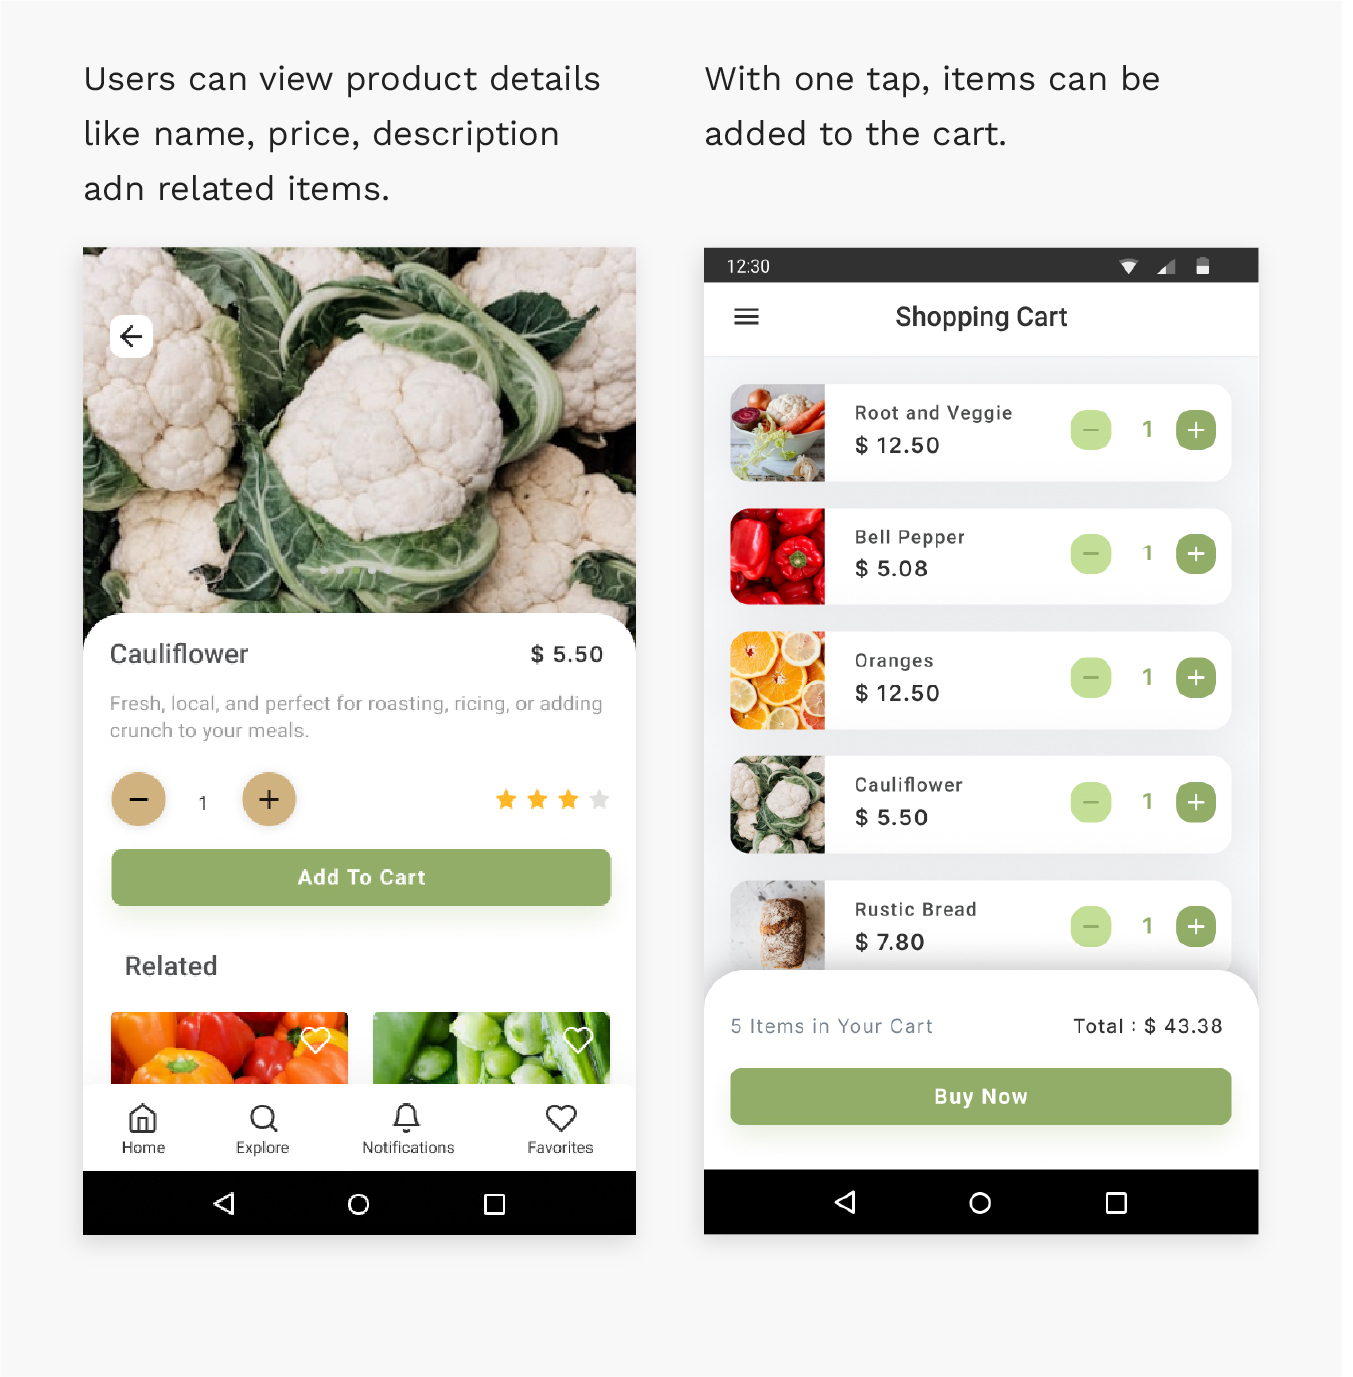 Users can view product details
like name, price, description
adn related items.
With one tap, items can be
added to the cart.
Cauliflower
$ 5.50
Fresh, local, and perfect for roasting, ricing, or adding
crunch to your meals.
1
Add To Cart
Related
Home
Explore
Notifications
Favorites
12:30
Shopping Cart
Root and Veggie
$ 12.50
1
Bell Pepper
$ 5.08
1
Oranges
$ 12.50
1
Cauliflower
$ 5.50
1
Rustic Bread
$ 7.80
1
5 Items in Your Cart
Total : $ 43.38
Buy Now